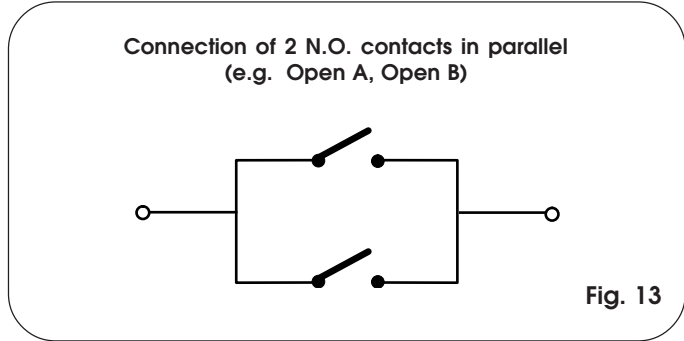 Connection of 2 N.O. contacts in parallel
(e.g. Open A, Open B)
Fig. 13